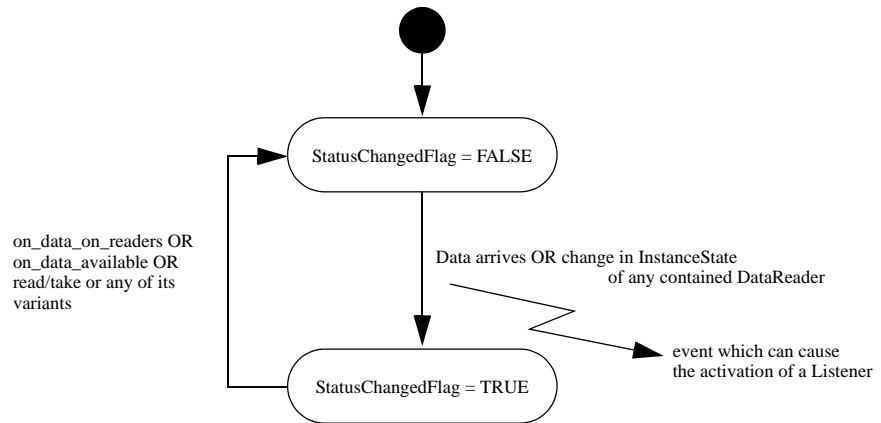 StatusChangedFlag = FALSE
on_data_on_readers OR
on_data_available OR
read/take or any of its
variants
Data arrives OR change in InstanceState
of any contained DataReader
event which can cause
the activation of a Listener
StatusChangedFlag = TRUE